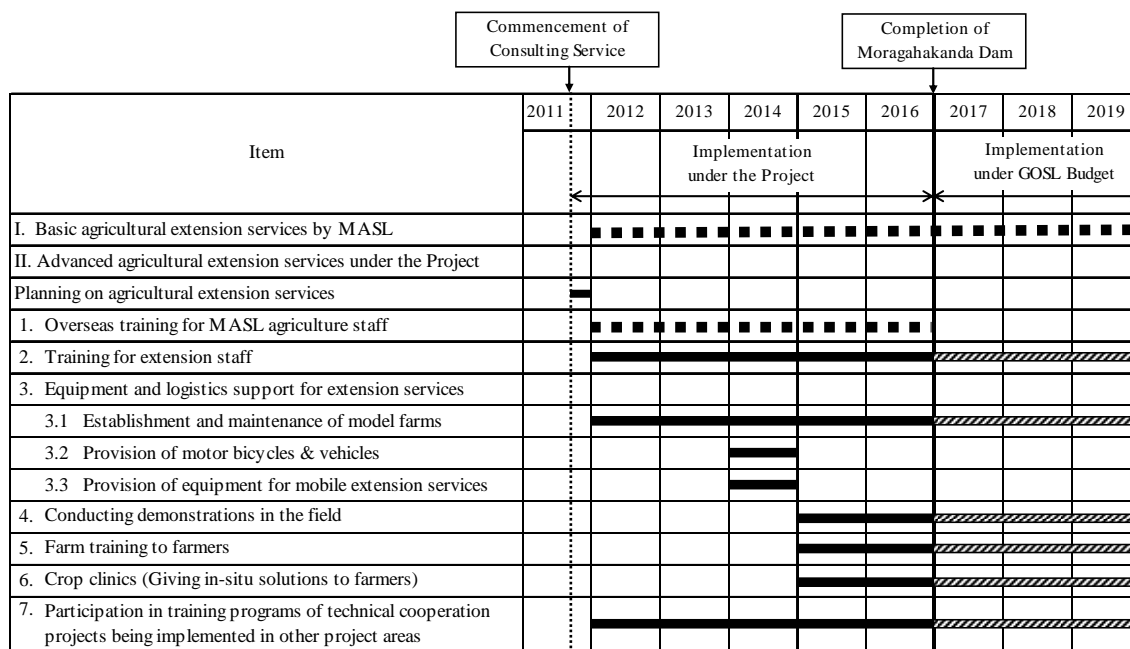 Commencement of
Consulting Service
Completion of
Moragahakanda Dam
Item
2011
2012
2013
2014
2015
2016
2017
2018
2019
Implementation
under the Project
Implementation
under GOSL Budget
I. Basic agricultural extension services by MASL
II. Advanced agricultural extension services under the Project
Planning on agricultural extension services
1. Overseas training for MASL agriculture staff
2. Training for extension staff
3. Equipment and logistics support for extension services
3.1 Establishment and maintenance of model farms
3.2 Provision of motor bicycles & vehicles
3.3 Provision of equipment for mobile extension services
4. Conducting demonstrations in the field
5. Farm training to farmers
6. Crop clinics (Giving in-situ solutions to farmers)
7. Participation in training programs of technical cooperation
projects being implemented in other project areas